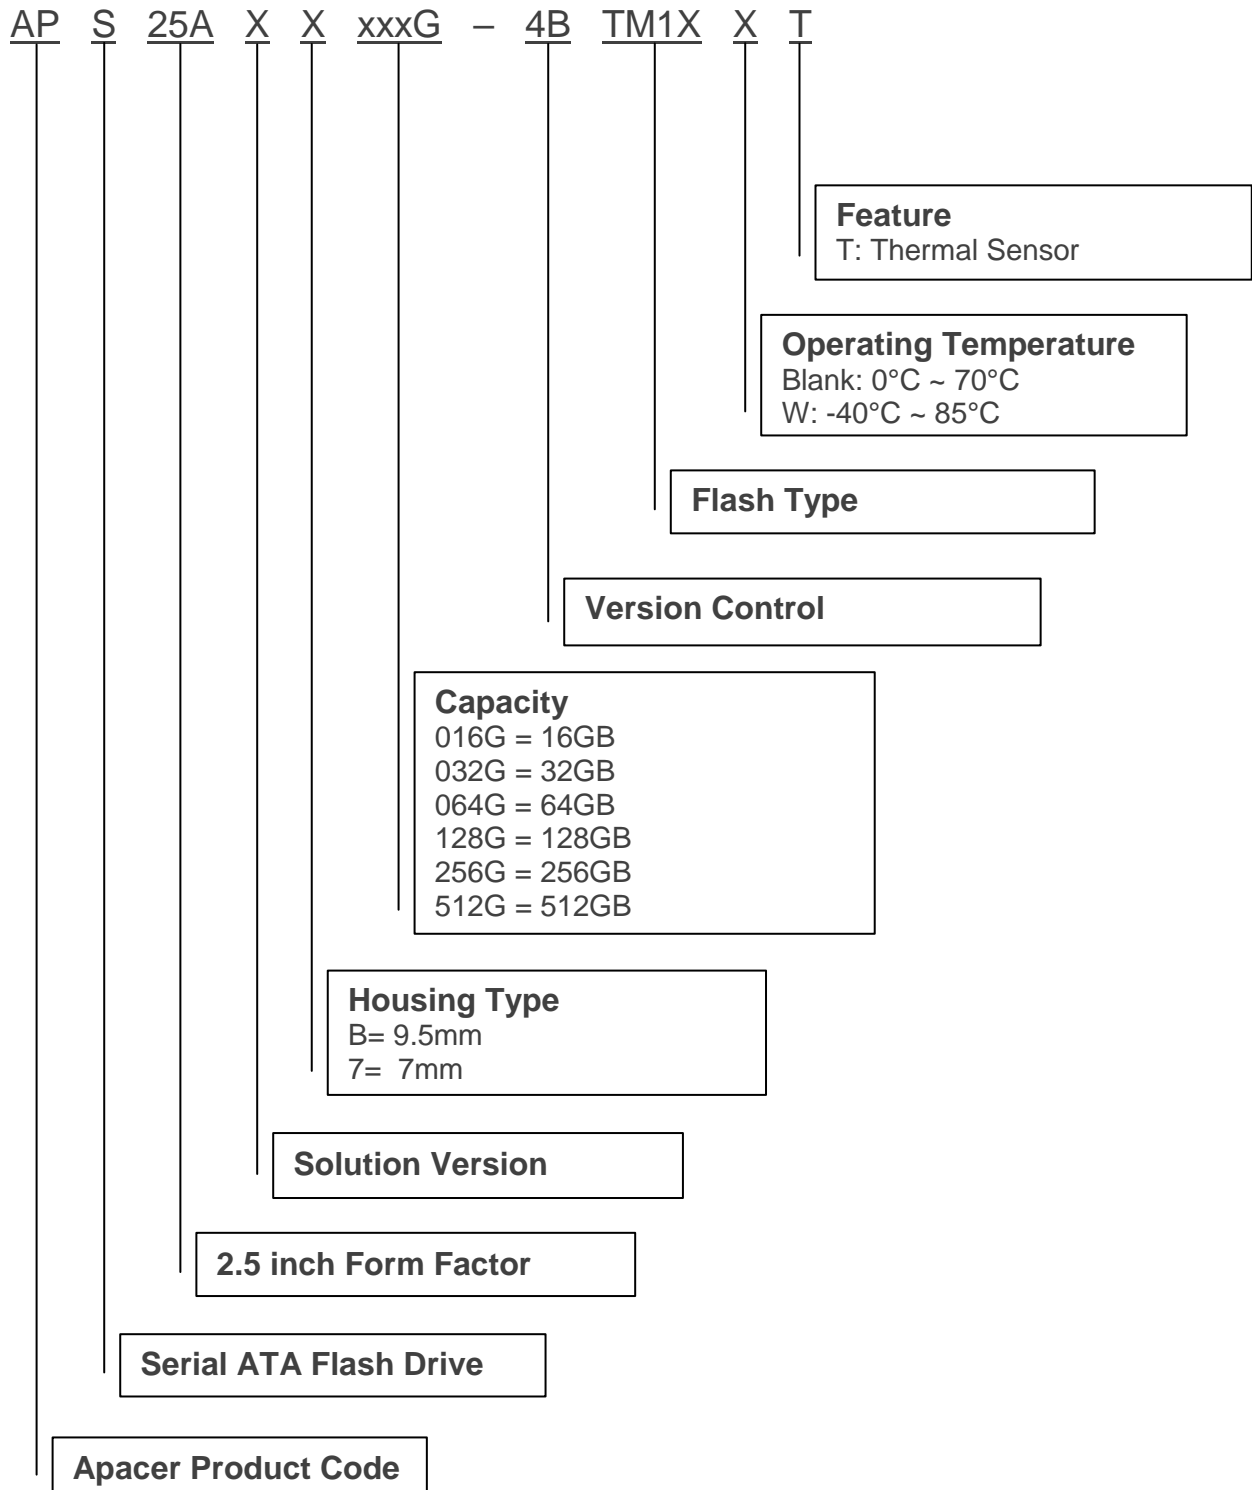 AP S 25A X X xxxG – 4B TM1X X T
Feature
T: Thermal Sensor
Operating Temperature
Blank: 0°C ~ 70°C
W: -40°C ~ 85°C
Flash Type
Version Control
Capacity
016G = 16GB
032G = 32GB
064G = 64GB
128G = 128GB
256G = 256GB
512G = 512GB
Housing Type
B= 9.5mm
7= 7mm
Solution Version
2.5 inch Form Factor
Serial ATA Flash Drive
Apacer Product Code